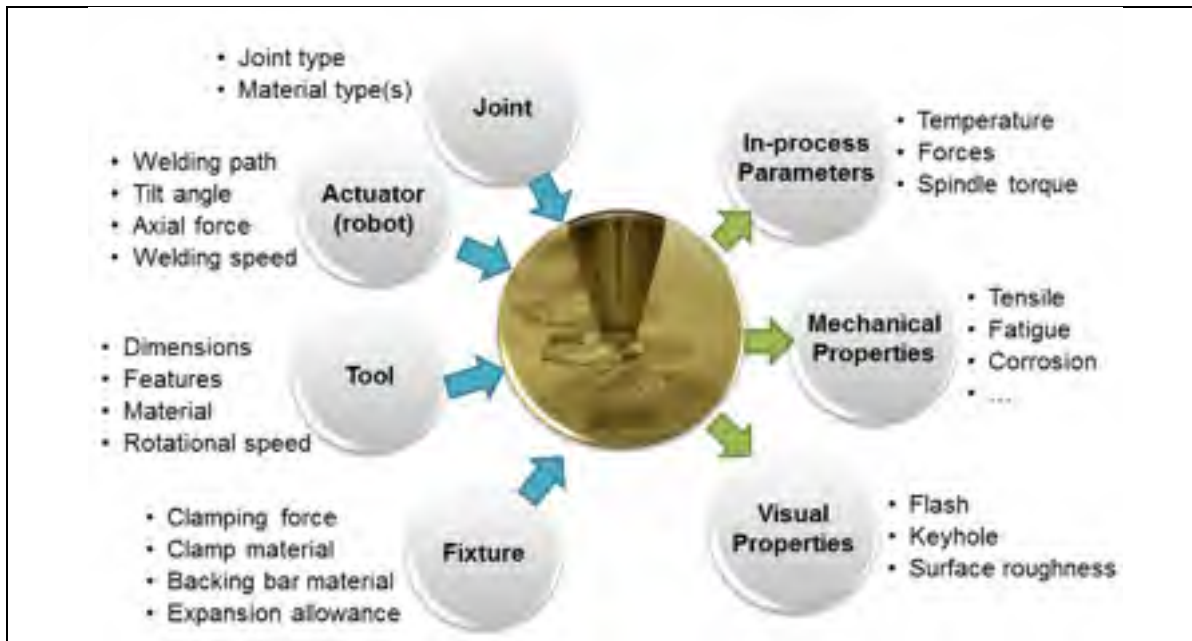 • Joint type
• Material type(s)
Joint
• Welding path
• Tilt angle
• Axial force
• Welding speed
Actuator
(robot)
• Dimensions
• Features
• Material
• Rotational speed
Tool
• Clamping force
• Clamp material
• Backing bar material
• Expansion allowance
Fixture
In-process
Parameters
• Temperature
• Forces
• Spindle torque
Mechanical
Properties
• Tensile
• Fatigue
• Corrosion
• ...
Visual
Properties
• Flash
• Keyhole
• Surface roughness